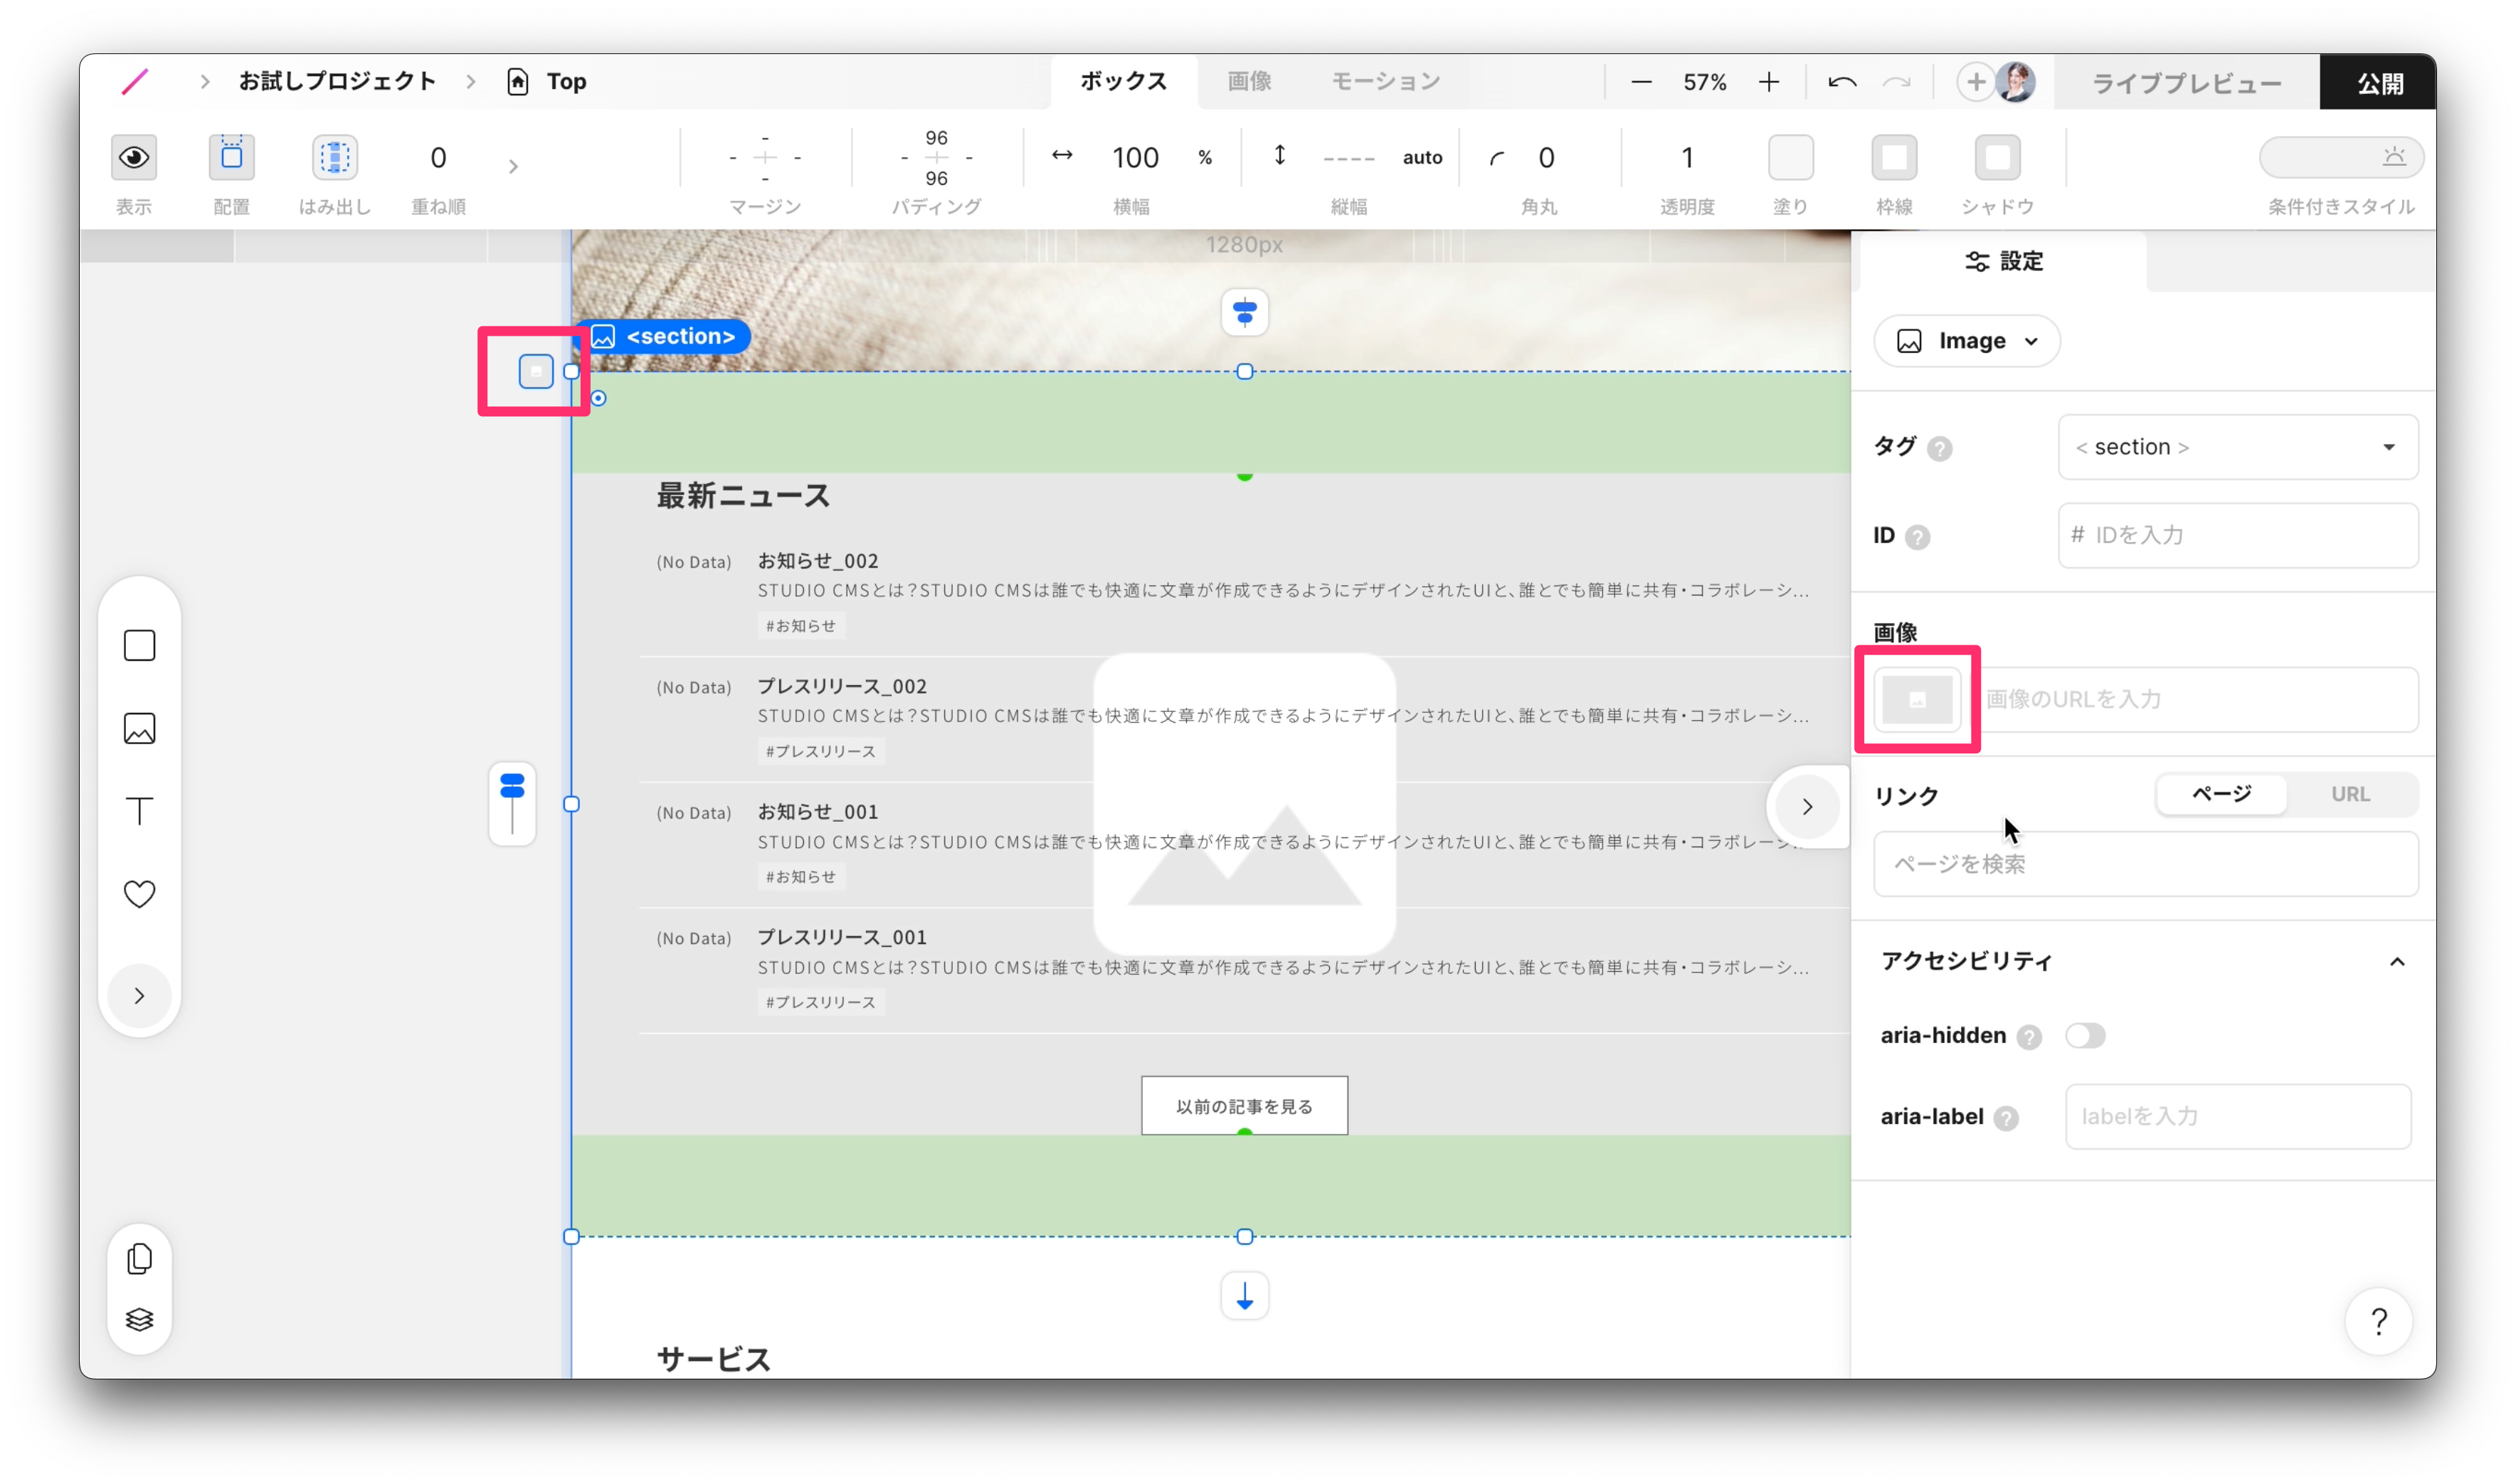 お試しプロジェクト
Top
ボックス
画像
モーション
57%
ライブプレビュー
公開
表示
配置
はみ出し
0
重ね順
-
- -
-
マージン
96
- -
96
パディング
100 %
横幅
---- auto
縦幅
0
角丸
1
透明度
塗り
枠線
シャドウ
条件付きスタイル
1280px
<section>
最新ニュース
(No Data) お知らせ_002
STUDIO CMSとは？STUDIO CMSは誰でも快適に文章が作成できるようにデザインされたUIと、誰とでも簡単に共有・コラボレーシ...
#お知らせ
(No Data) プレスリリース_002
STUDIO CMSとは？STUDIO CMSは誰でも快適に文章が作成できるようにデザインされたUIと、誰とでも簡単に共有・コラボレーシ...
#プレスリリース
(No Data) お知らせ_001
STUDIO CMSとは？STUDIO CMSは誰でも快適に文章が作成できるようにデザインされたUIと、誰とでも簡単に共有・コラボレーシ...
#お知らせ
(No Data) プレスリリース_001
STUDIO CMSとは？STUDIO CMSは誰でも快適に文章が作成できるようにデザインされたUIと、誰とでも簡単に共有・コラボレーシ...
#プレスリリース
以前の記事を見る
サービス
設定
Image
タグ ?
< section >
ID ?
# IDを入力
画像
画像のURLを入力
リンク
ページ
URL
ページを検索
アクセシビリティ
aria-hidden ?
aria-label ?
labelを入力
?